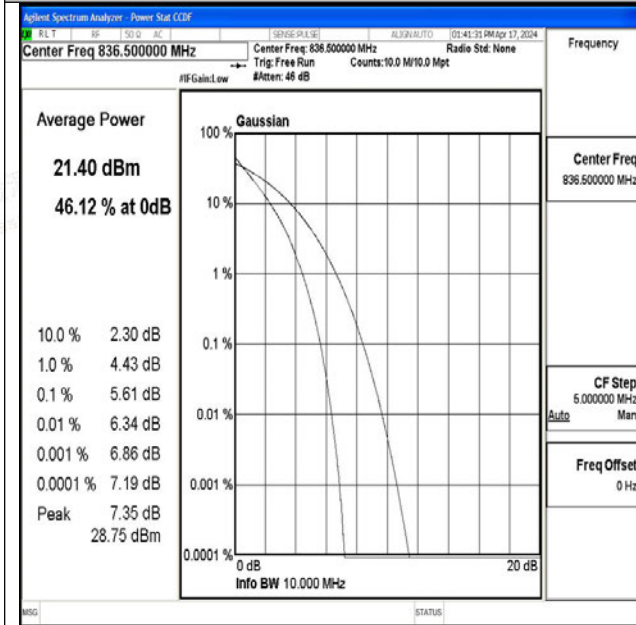 Agilent Spectrum Analyzer - Power Stat CCDF
RL T RF 50 Ω AC SENSE:PULSE ALIGN AUTO 01:41:31 PM Apr 17, 2024
Center Freq 836.500000 MHz
Center Freq: 836.500000 MHz Radio Std: None
Trig: Free Run Counts:10.0 M/10.0 Mpt
#IFGain:Low #Atten: 46 dB
Frequency
Average Power
21.40 dBm
46.12 % at 0dB
10.0 % 2.30 dB
1.0 % 4.43 dB
0.1 % 5.61 dB
0.01 % 6.34 dB
0.001 % 6.86 dB
0.0001 % 7.19 dB
Peak 7.35 dB
28.75 dBm
Gaussian
100 %
10 %
1 %
0.1 %
0.01 %
0.001 %
0.0001 %
0 dB 20 dB
Info BW 10.000 MHz
Center Freq
836.500000 MHz
CF Step
5.000000 MHz
Auto Man
Freq Offset
0 Hz
MSG STATUS